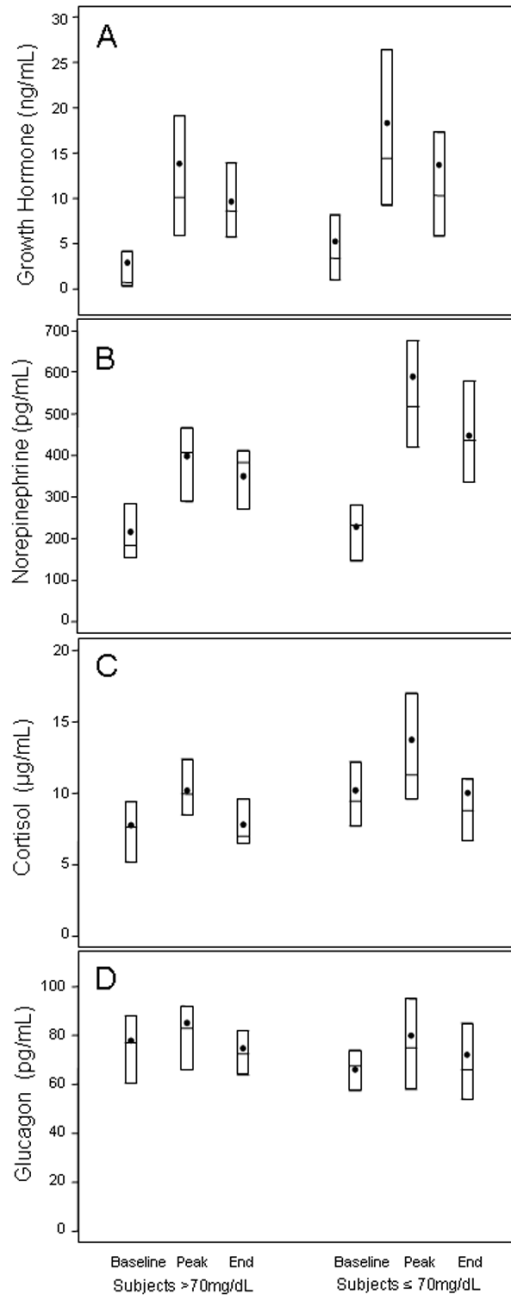 A
Growth Hormone (ng/mL)
30
25
20
15
10
5
0
B
Norepinephrine (pg/mL)
700
600
500
400
300
200
100
0
C
Cortisol (µg/mL)
20
15
10
5
0
D
Glucagon (pg/mL)
100
80
60
40
20
0
Baseline Peak End Baseline Peak End
Subjects >70mg/dL Subjects ≤ 70mg/dL